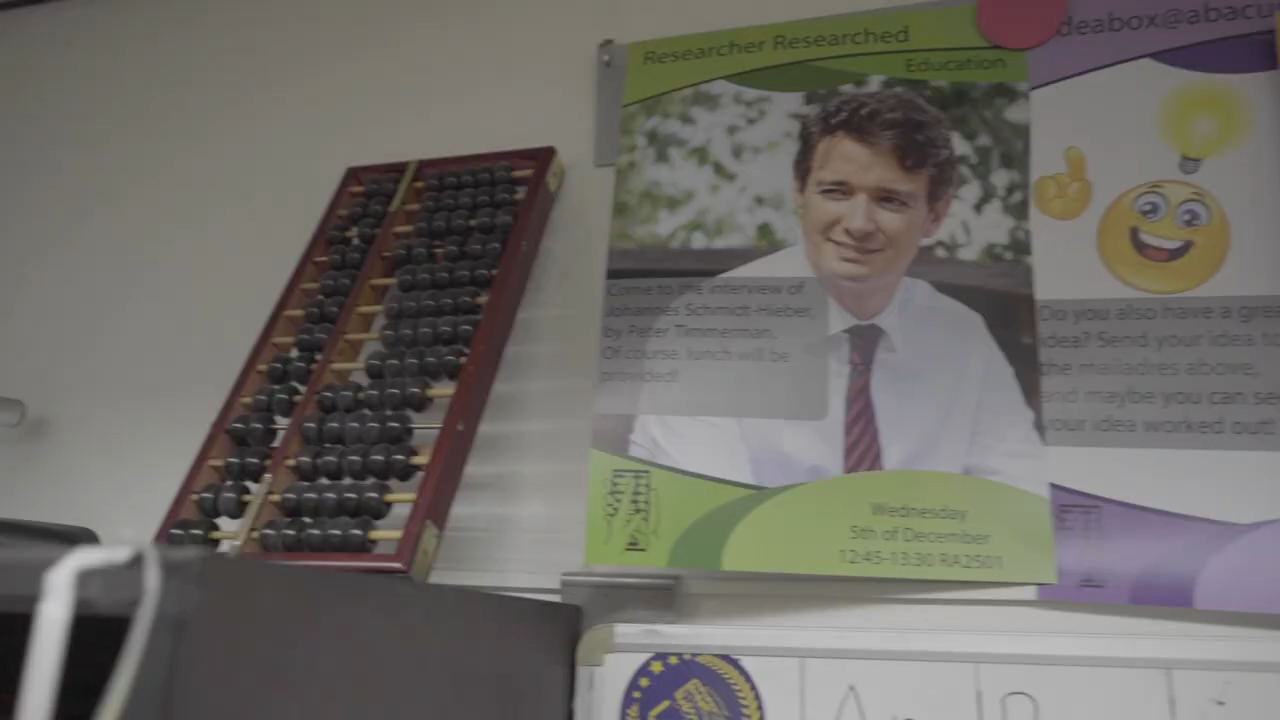 Researcher Researched
Education
Come to the interview of
Johannes Schmidt-Hieber,
by Peter Timmerman.
Of course, lunch will be
provided!
Wednesday
5th of December
12:45-13:30 RA2501
deabox@abacu
Do you also have a grea
idea? Send your idea to
the mailadres above,
and maybe you can se
your idea worked out!